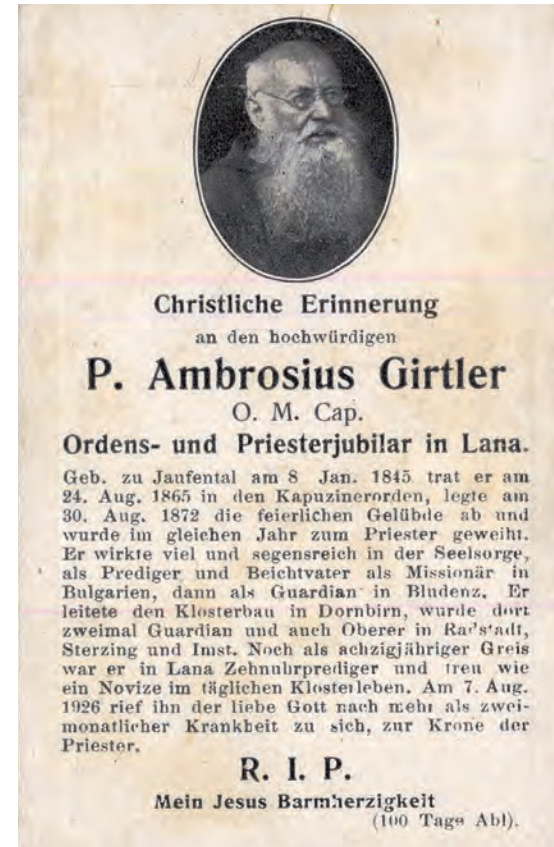 Christliche Erinnerung
an den hochwürdigen
P. Ambrosius Girtler
O. M. Cap.
Ordens- und Priesterjubilar in Lana.
Geb. zu Jaufental am 8 Jan. 1845 trat er am
24. Aug. 1865 in den Kapuzinerorden, legte am
30. Aug. 1872 die feierlichen Gelübde ab und
wurde im gleichen Jahr zum Priester geweiht.
Er wirkte viel und segensreich in der Seelsorge,
als Prediger und Beichtvater als Missionär in
Bulgarien, dann als Guardian in Bludenz. Er
leitete den Klosterbau in Dornbirn, wurde dort
zweimal Guardian und auch Oberer in
Sterzing und Imst. Noch als achzigjähriger Greis
war er in Lana Zehnuhrprediger und treu wie
ein Novize im täglichen Klosterleben. Am 7. Aug.
1926 rief ihn der liebe Gott nach mehr als zwei-
monatlicher Krankheit zu sich, zur Krone der
Priester.
R. I. P.
Mein Jesus Barmherzigkeit
(100 Tage Abl).